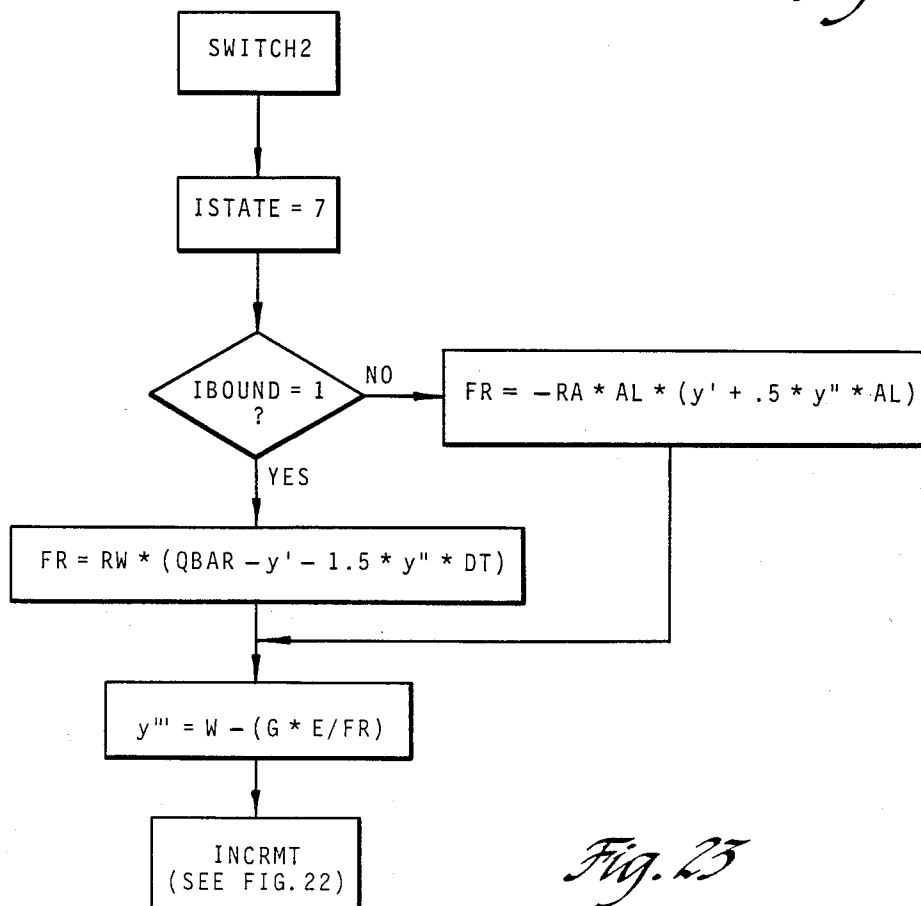 SWITCH2
ISTATE = 7
IBOUND = 1
?
NO
FR = -RA * AL * (y' + .5 * y" * AL)
YES
FR = RW * (QBAR - y' - 1.5 * y" * DT)
y"' = W - (G * E/FR)
INCRMT
(SEE FIG. 22)
Fig. 23